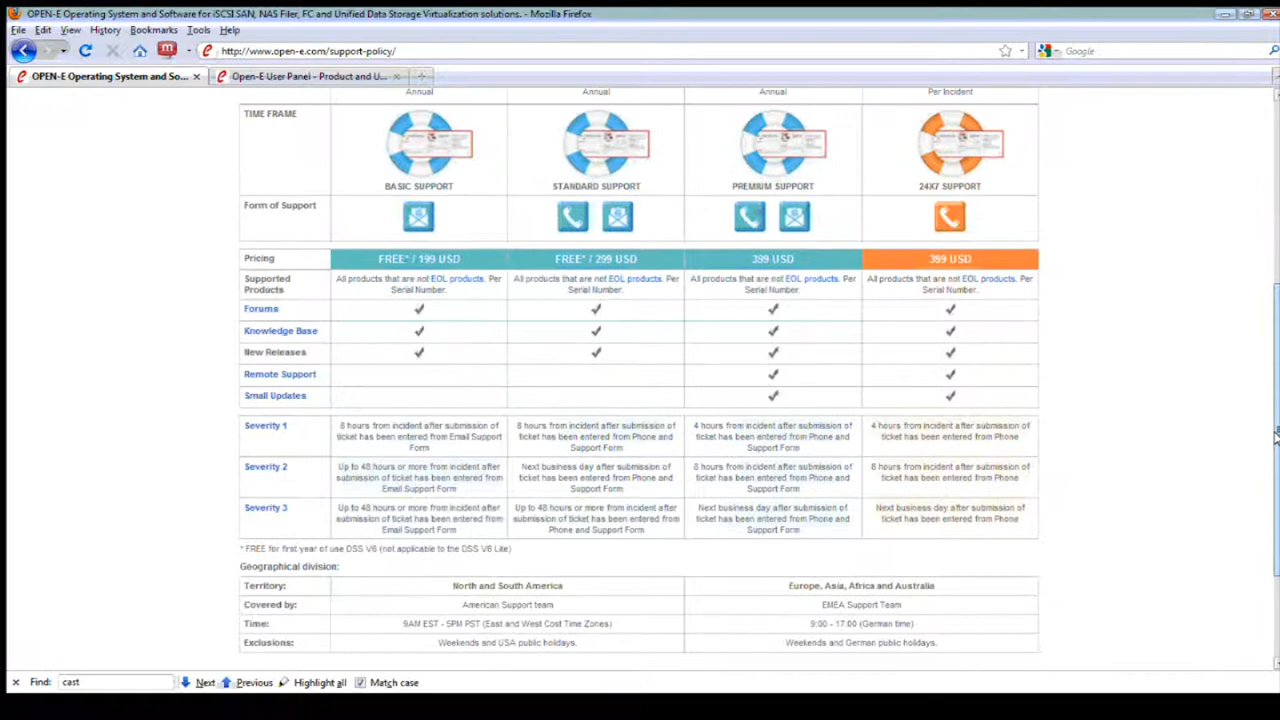 OPEN-E Operating System and Software for iSCSI SAN, NAS Filer, FC and Unified Data Storage Virtualization solutions. - Mozilla Firefox
File Edit View History Bookmarks Tools Help
http://www.open-e.com/support-policy/
Google
OPEN-E Operating System and So...
Open-E User Panel - Product and U...
Annual Annual Annual Per Incident
TIME FRAME
BASIC SUPPORT STANDARD SUPPORT PREMIUM SUPPORT 24X7 SUPPORT
Form of Support
Pricing FREE* / 199 USD FREE* / 299 USD 399 USD 399 USD
Supported Products
All products that are not EOL products. Per
Serial Number.
All products that are not EOL products. Per
Serial Number.
All products that are not EOL products. Per
Serial Number.
All products that are not EOL products. Per
Serial Number.
Forums
Knowledge Base
New Releases
Remote Support
Small Updates
Severity 1
8 hours from incident after submission of
ticket has been entered from Email Support
Form
8 hours from incident after submission of
ticket has been entered from Phone and
Support Form
4 hours from incident after submission of
ticket has been entered from Phone and
Support Form
4 hours from incident after submission of
ticket has been entered from Phone
Severity 2
Up to 48 hours or more from incident after
submission of ticket has been entered from
Email Support Form
Next business day after submission of
ticket has been entered from Phone and
Support Form
8 hours from incident after submission of
ticket has been entered from Phone and
Support Form
8 hours from incident after submission of
ticket has been entered from Phone
Severity 3
Up to 48 hours or more from incident after
submission of ticket has been entered from
Email Support Form
Up to 48 hours or more from incident after
submission of ticket has been entered from
Phone and Support Form
Next business day after submission of
ticket has been entered from Phone and
Support Form
Next business day after submission of
ticket has been entered from Phone
* FREE for first year of use DSS V6 (not applicable to the DSS V6 Lite)
Geographical division:
Territory: North and South America Europe, Asia, Africa and Australia
Covered by: American Support team EMEA Support Team
Time: 9AM EST - 5PM PST (East and West Cost Time Zones) 9:00 - 17:00 (German time)
Exclusions: Weekends and USA public holidays. Weekends and German public holidays.
Find: cast Next Previous Highlight all Match case